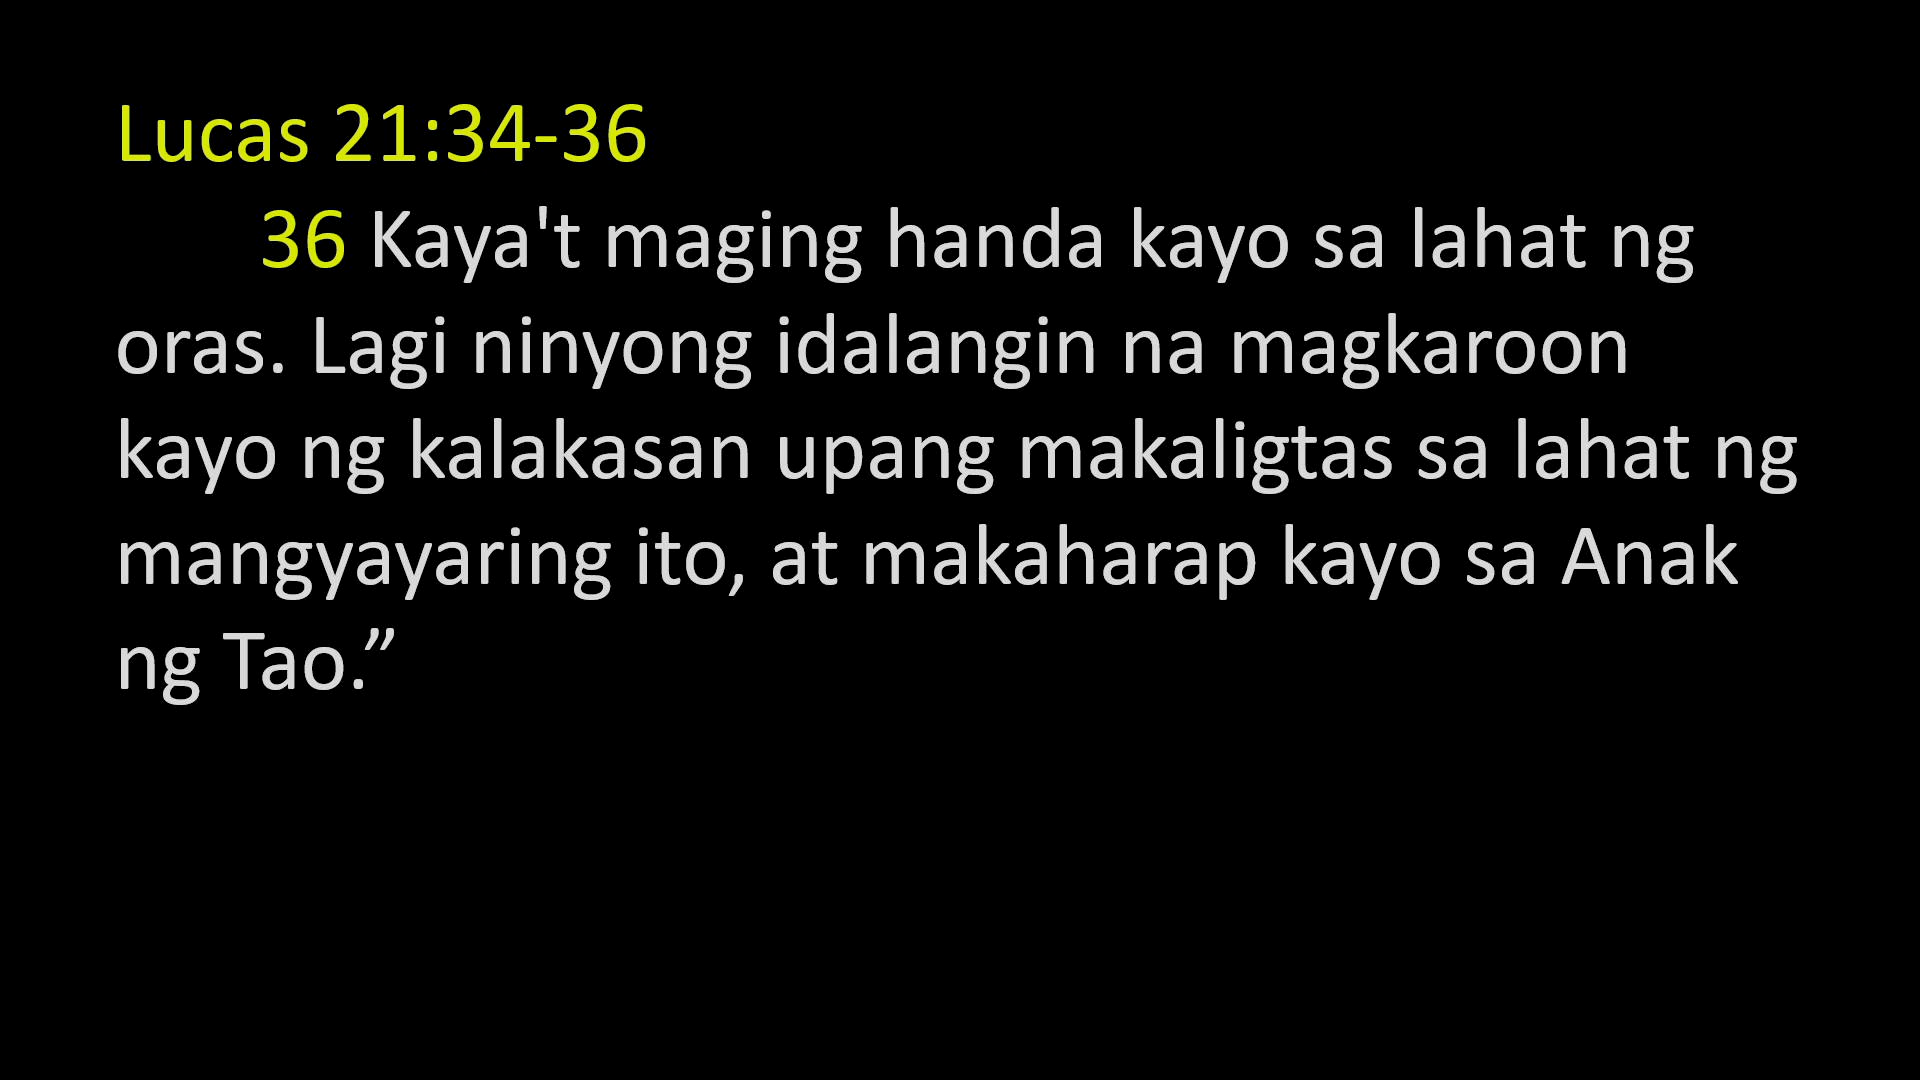 Lucas 21:34-36
36 Kaya't maging handa kayo sa lahat ng
oras. Lagi ninyong idalangin na magkaroon
kayo ng kalakasan upang makaligtas sa lahat ng
mangyayaring ito, at makaharap kayo sa Anak
ng Tao.”